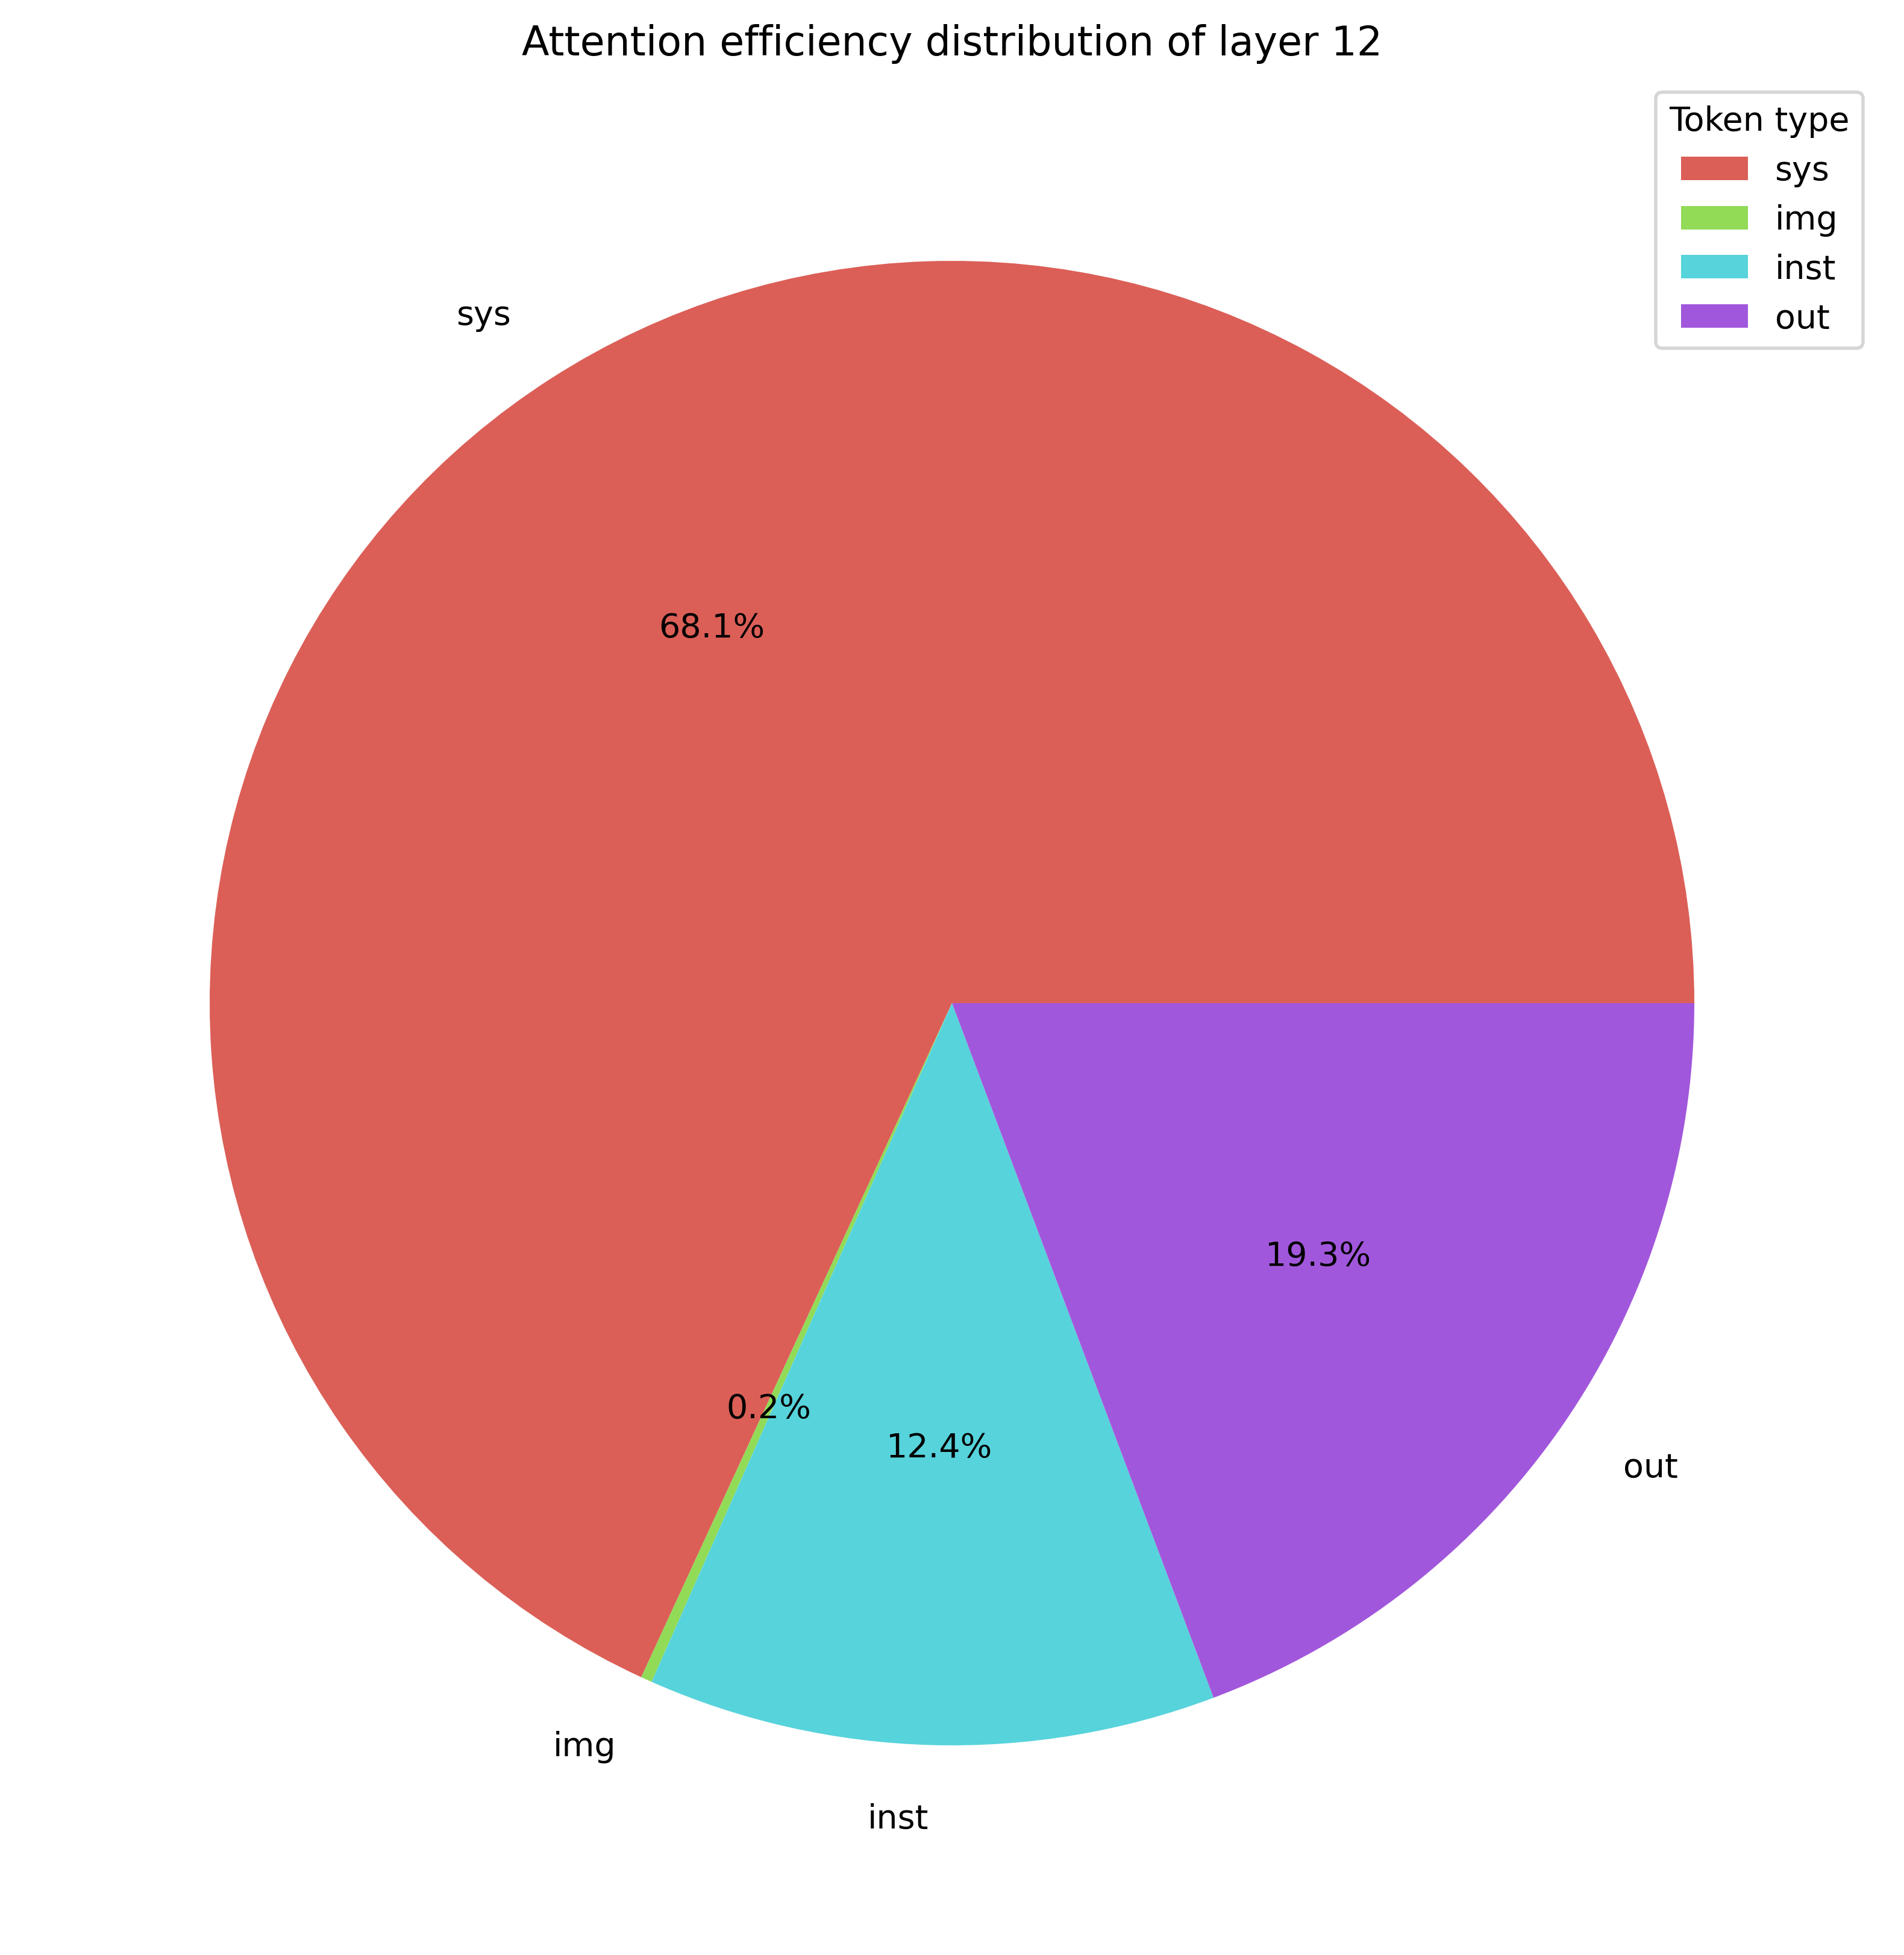 Attention efficiency distribution of layer 12
Token type
sys
img
inst
out
sys
68.1%
19.3%
0.2%
12.4%
out
img
inst